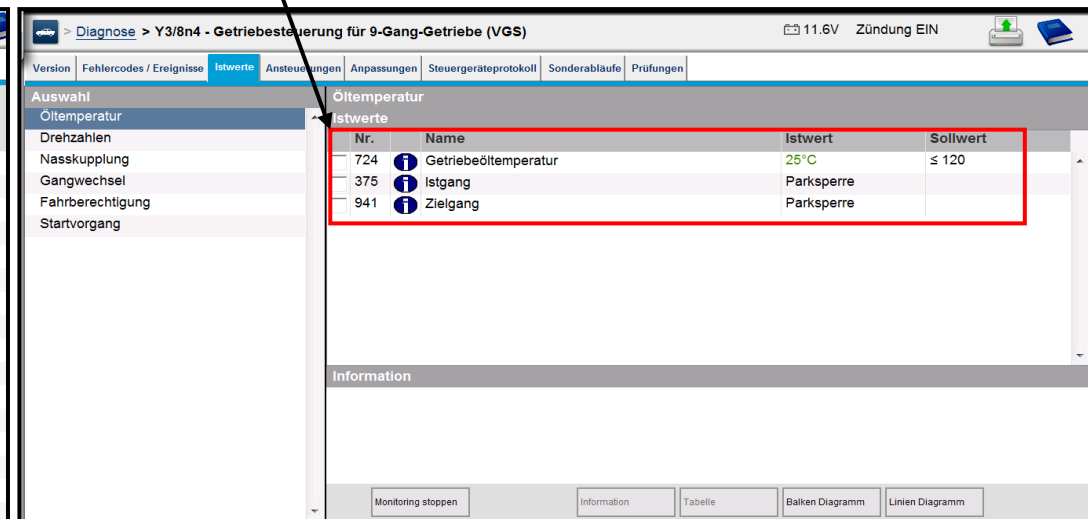 > Diagnose > Y3/8n4 - Getriebesteuerung für 9-Gang-Getriebe (VGS) 11.6V Zündung EIN
Version Fehlercodes / Ereignisse Istwerte Ansteuerungen Anpassungen Steuergeräteprotokoll Sonderabläufe Prüfungen
Auswahl
Öltemperatur
Drehzahlen
Nasskupplung
Gangwechsel
Fahrberechtigung
Startvorgang
Öltemperatur
Istwerte
Nr. Name Istwert Sollwert
724 i Getriebeöltemperatur 25°C ≤ 120
375 i Istgang Parksperre
941 i Zielgang Parksperre
Information
Monitoring stoppen Information Tabelle Balken Diagramm Linien Diagramm